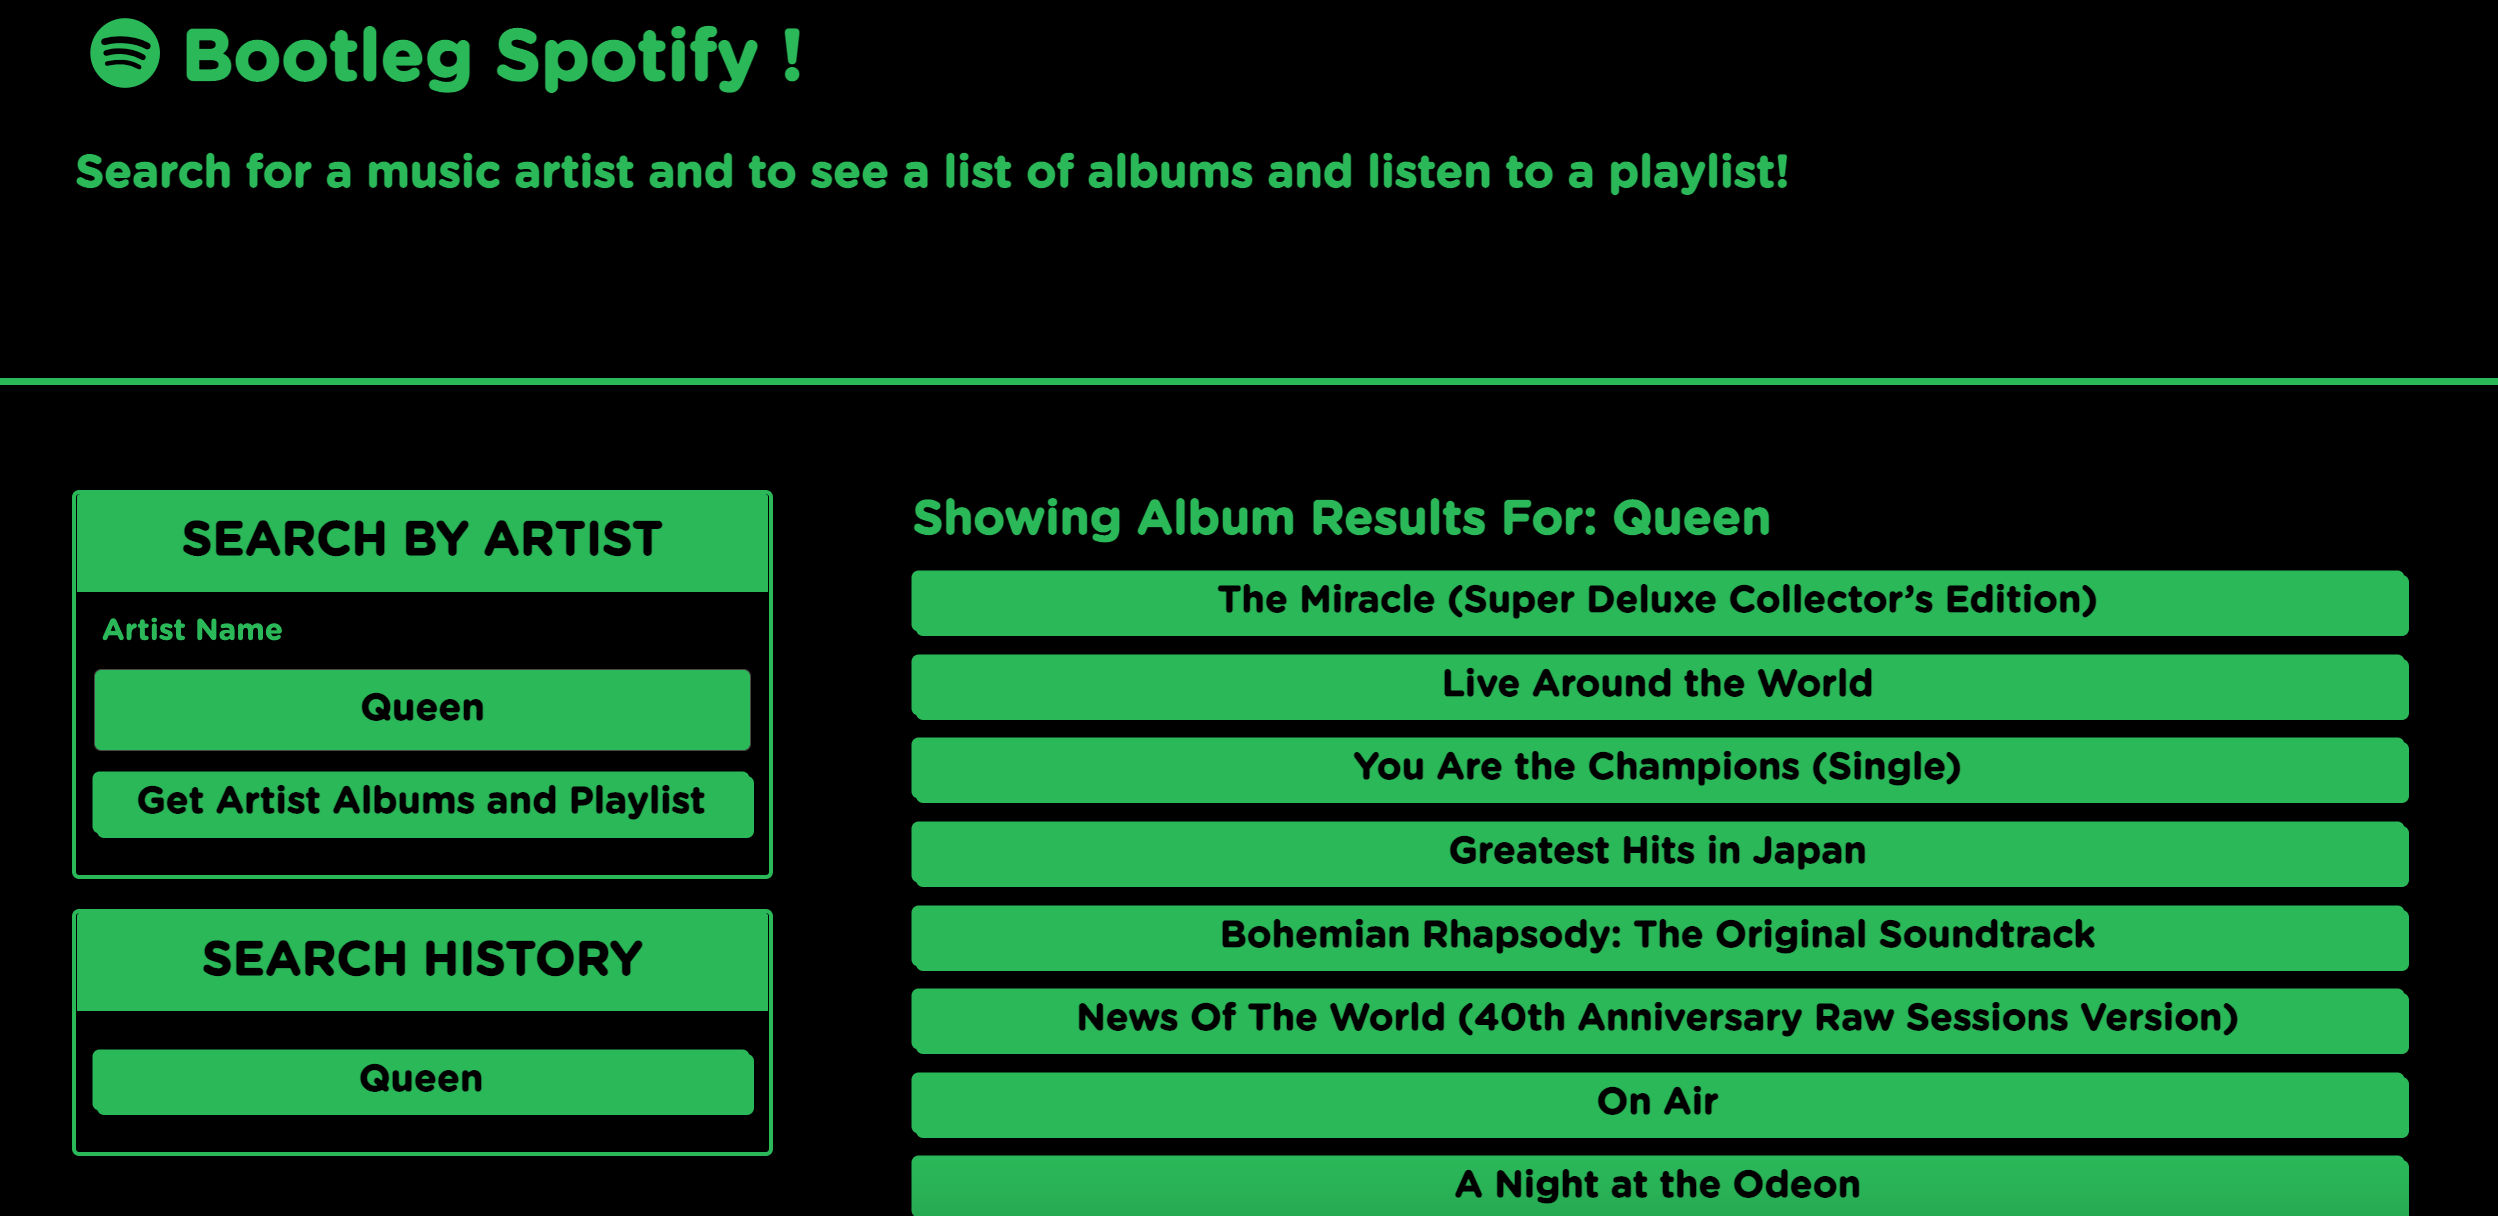 Bootleg Spotify !
Search for a music artist and to see a list of albums and listen to a playlist!
SEARCH BY ARTIST
Artist Name
Queen
Get Artist Albums and Playlist
SEARCH HISTORY
Queen
Showing Album Results For: Queen
The Miracle (Super Deluxe Collector’s Edition)
Live Around the World
You Are the Champions (Single)
Greatest Hits in Japan
Bohemian Rhapsody: The Original Soundtrack
News Of The World (40th Anniversary Raw Sessions Version)
On Air
A Night at the Odeon